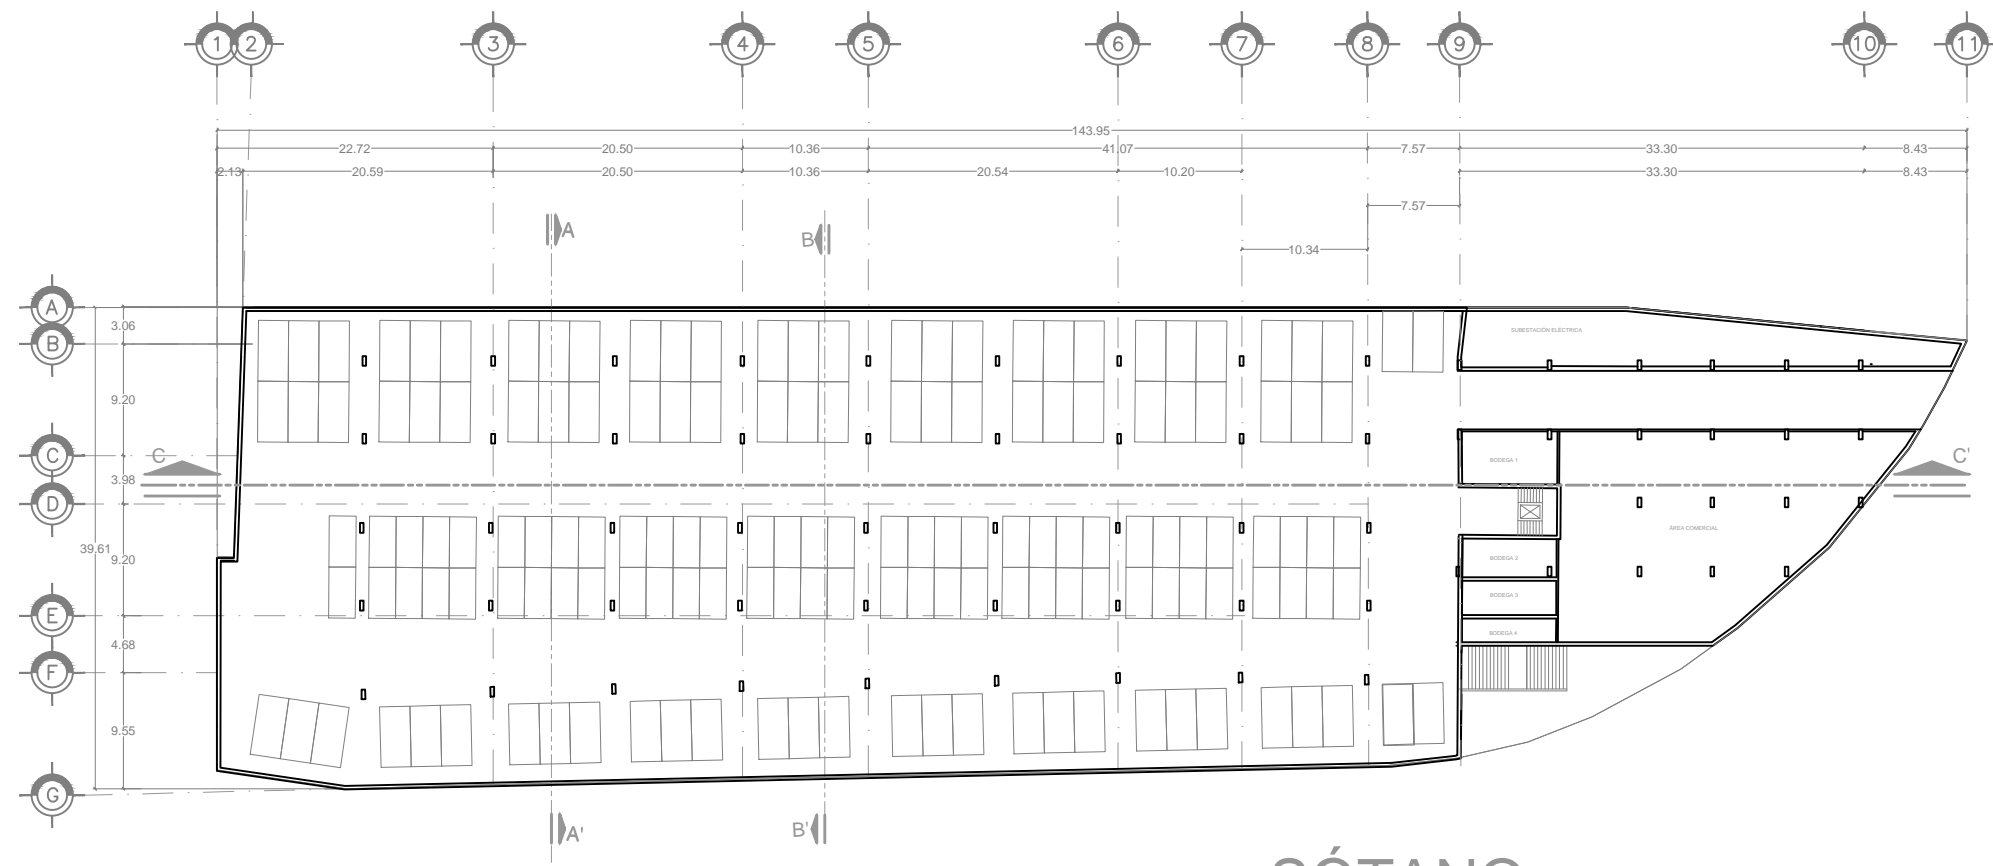 1 2 3 4 5 6 7 8 9 10 11
143.95
22.72 20.50 10.36 41.07 7.57 33.30 8.43
2.13 20.59 20.50 10.36 20.54 10.20 33.30 8.43
7.57
A B
10.34
A
3.06
SUBESTACIÓN ELÉCTRICA
B
9.20
C C C'
BODEGA 1
3.98
D
ÁREA COMERCIAL
39.61
9.20
BODEGA 2
BODEGA 3
E
BODEGA 4
4.68
F
9.55
G
A' B'
SÓTANO